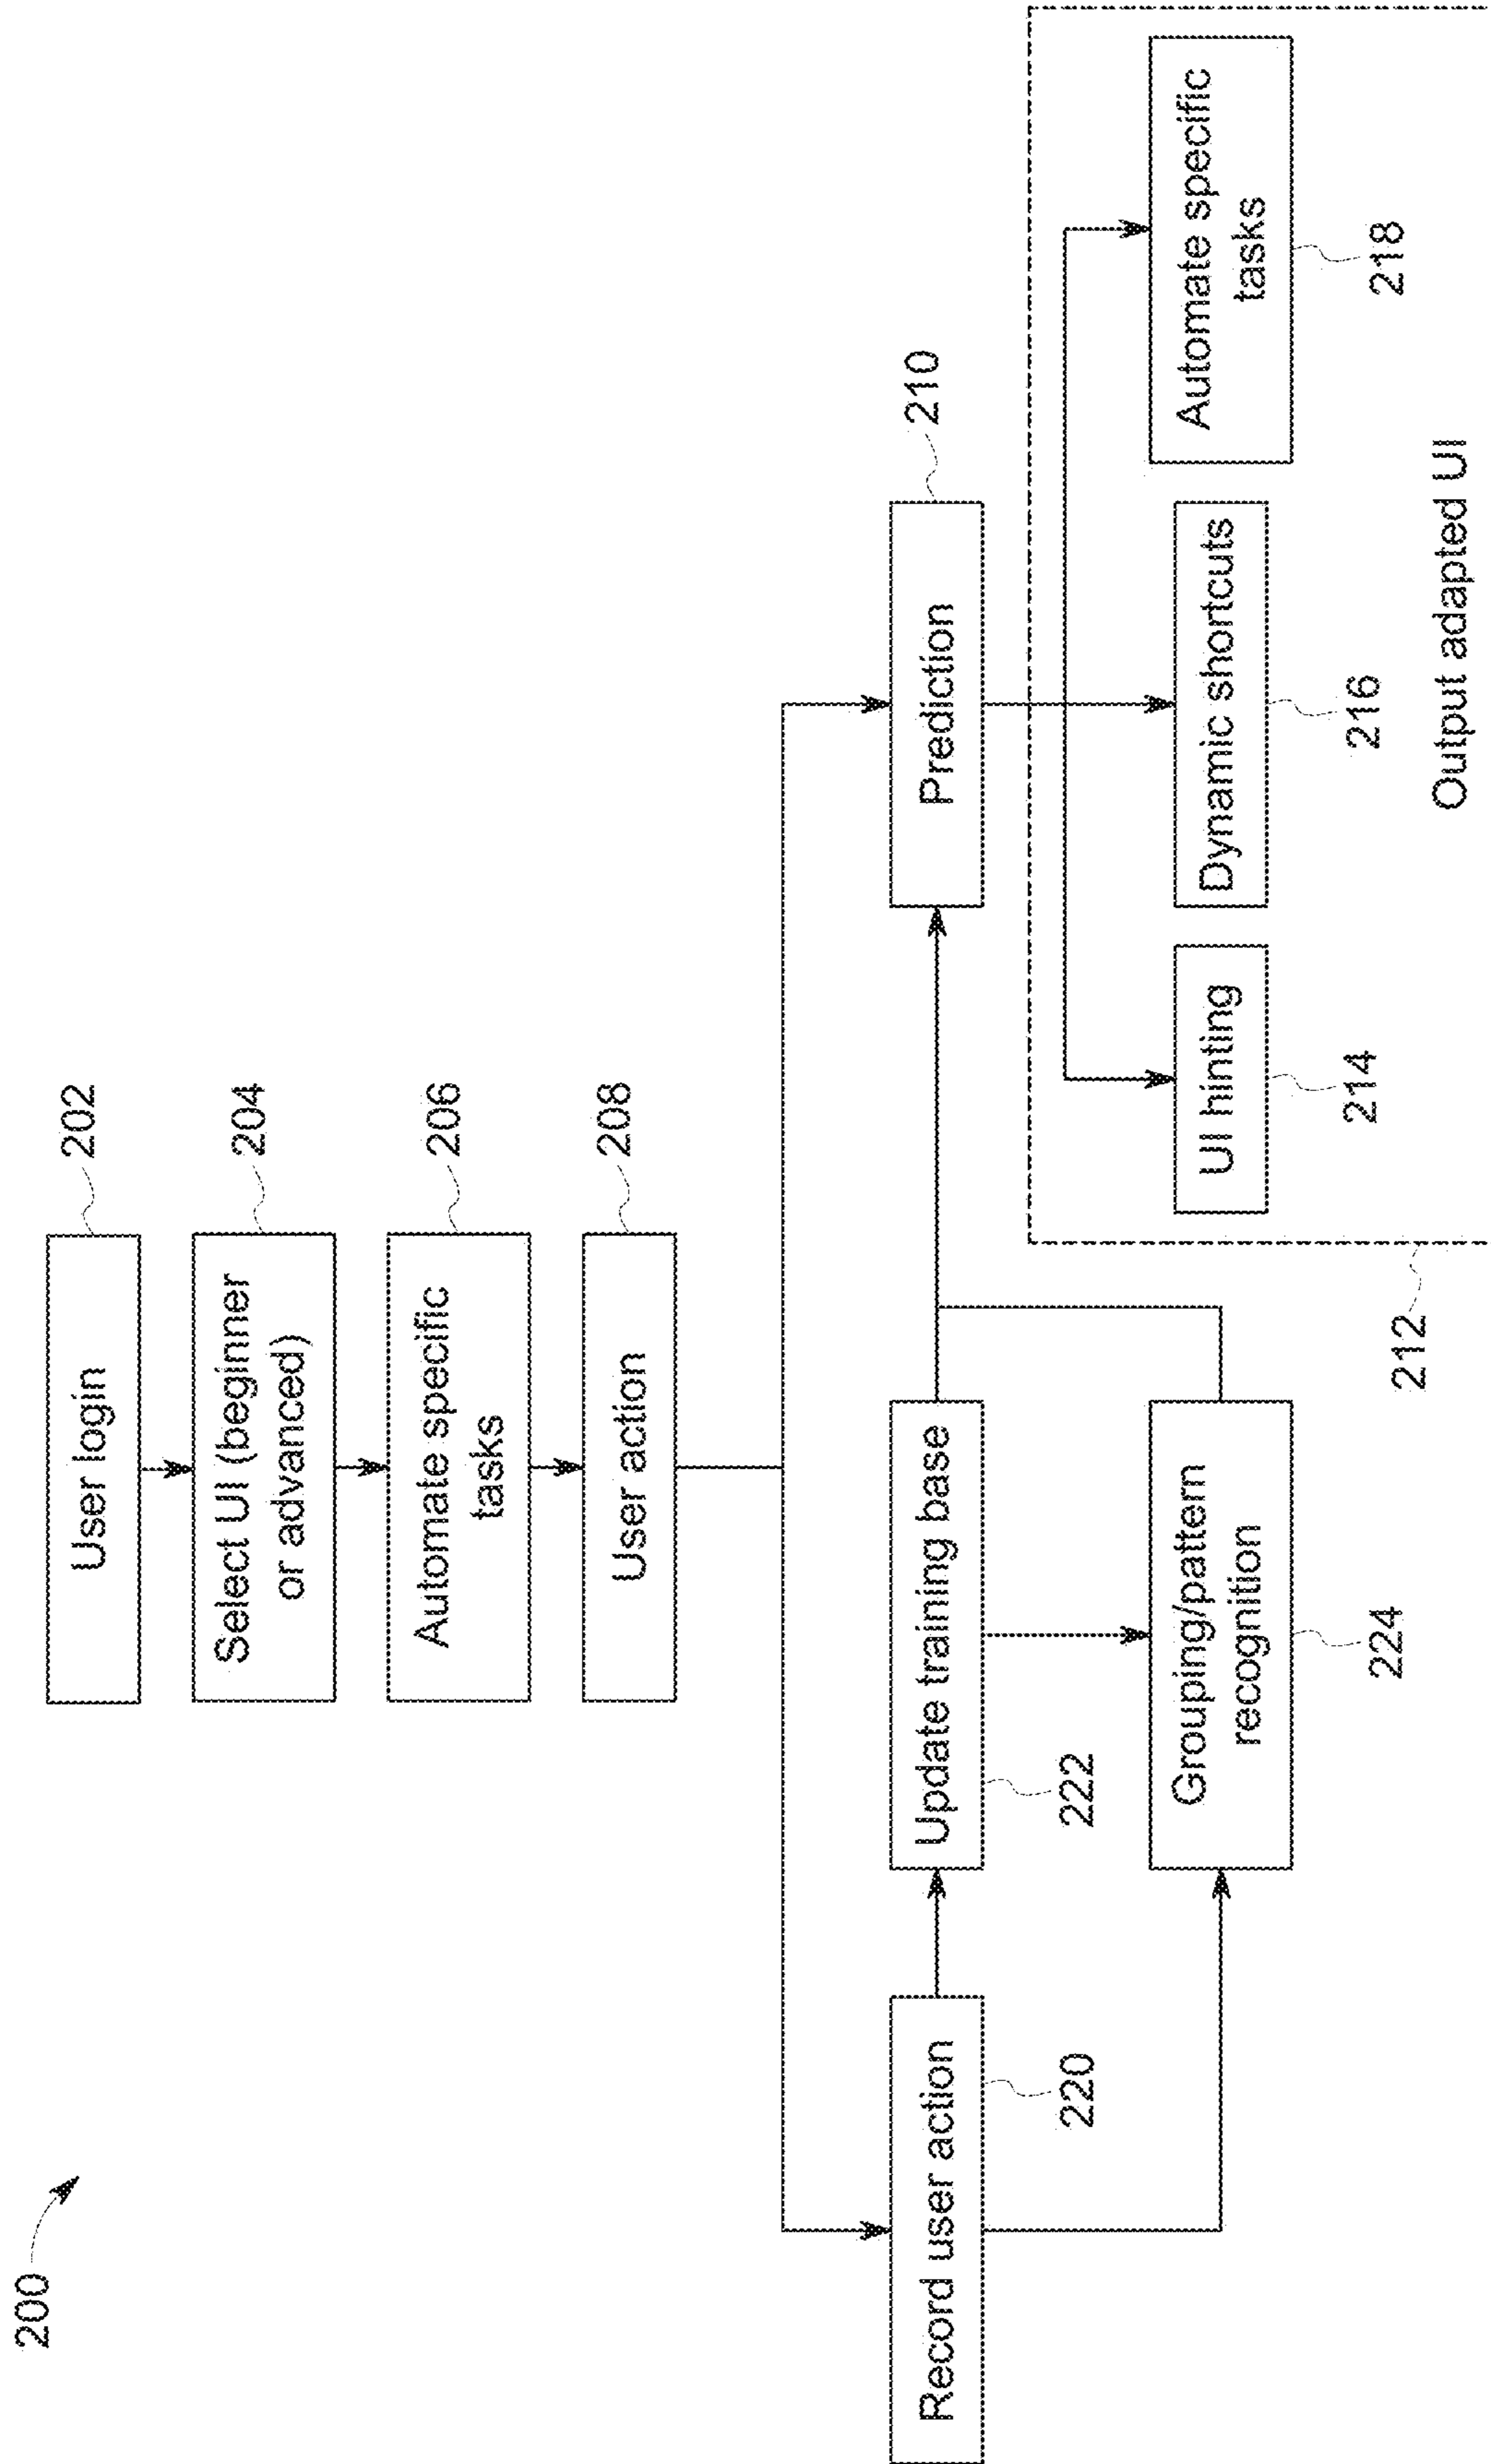 200
User login
202
Select UI (beginner
or advanced)
204
Automate specific
tasks
206
User action
208
Record user action
220
Update training base
222
Prediction
210
Grouping/pattern
recognition
224
212
UI hinting
214
Dynamic shortcuts
216
Automate specific
tasks
218
Output adapted UI